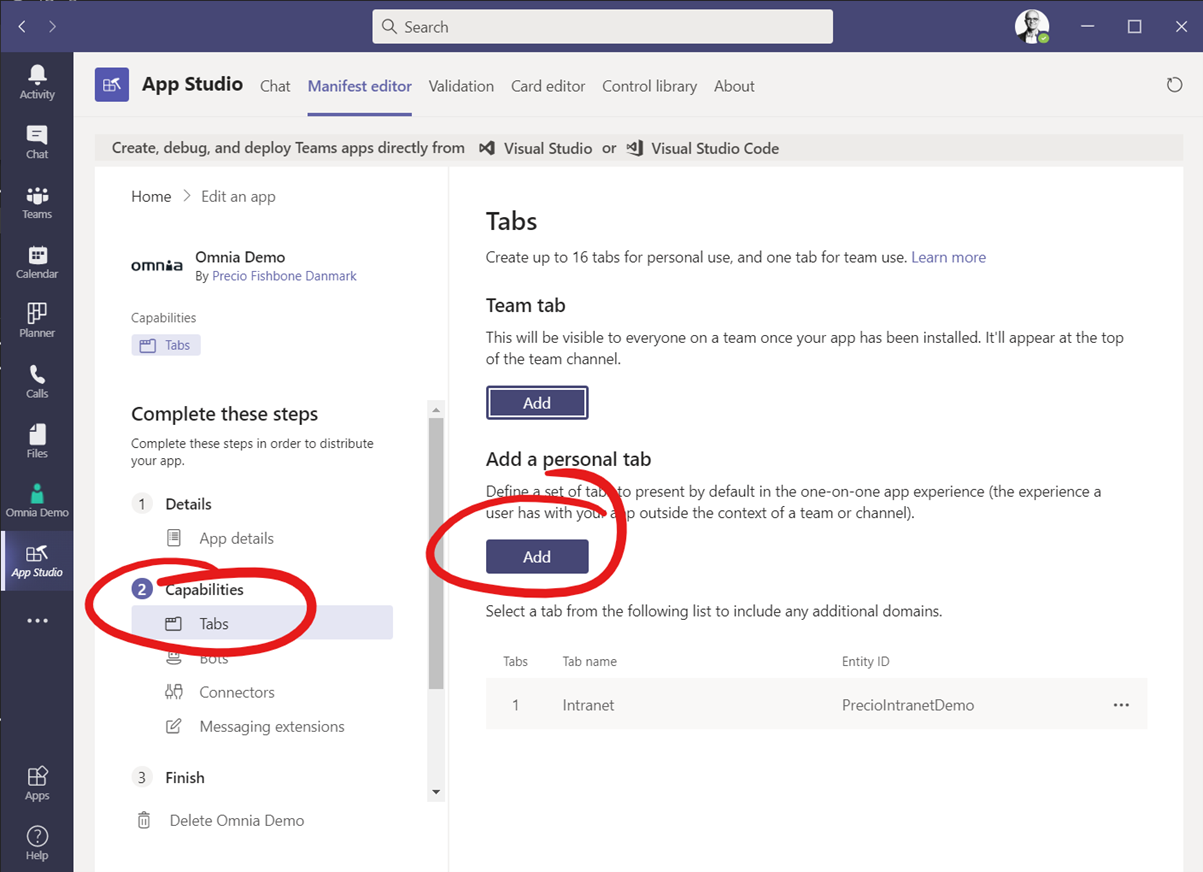 Search
Activity
Chat
Teams
Calendar
Planner
Calls
Files
Omnia Demo
App Studio
Apps
Help
App Studio
Chat
Manifest editor
Validation
Card editor
Control library
About
Create, debug, and deploy Teams apps directly from Visual Studio or Visual Studio Code
Home > Edit an app
omnia
Omnia Demo
By Precio Fishbone Danmark
Capabilities
Tabs
Complete these steps
Complete these steps in order to distribute
your app.
1 Details
App details
2 Capabilities
Tabs
Bots
Connectors
Messaging extensions
3 Finish
Delete Omnia Demo
Tabs
Create up to 16 tabs for personal use, and one tab for team use. Learn more
Team tab
This will be visible to everyone on a team once your app has been installed. It'll appear at the top
of the team channel.
Add
Add a personal tab
Define a set of tabs to present by default in the one-on-one app experience (the experience a
user has with your app outside the context of a team or channel).
Add
Select a tab from the following list to include any additional domains.
Tabs Tab name Entity ID
1 Intranet PrecioIntranetDemo